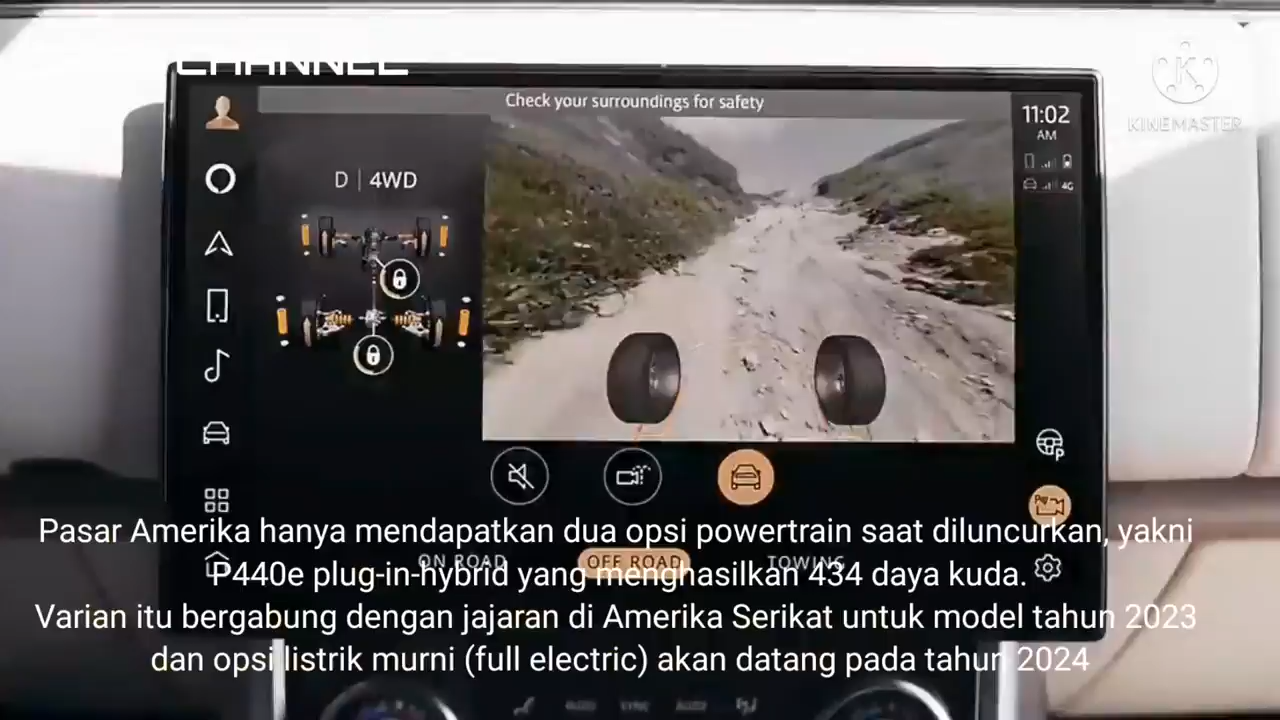 CHANNEL
Check your surroundings for safety
11:02
AM
K
KINEMASTER
D | 4WD
4G
P
Pasar Amerika hanya mendapatkan dua opsi powertrain saat diluncurkan, yakni
ON ROAD OFF ROAD TOWING
P440e plug-in-hybrid yang menghasilkan 434 daya kuda.
Varian itu bergabung dengan jajaran di Amerika Serikat untuk model tahun 2023
dan opsi listrik murni (full electric) akan datang pada tahun 2024
AUTO SYNC AUTO